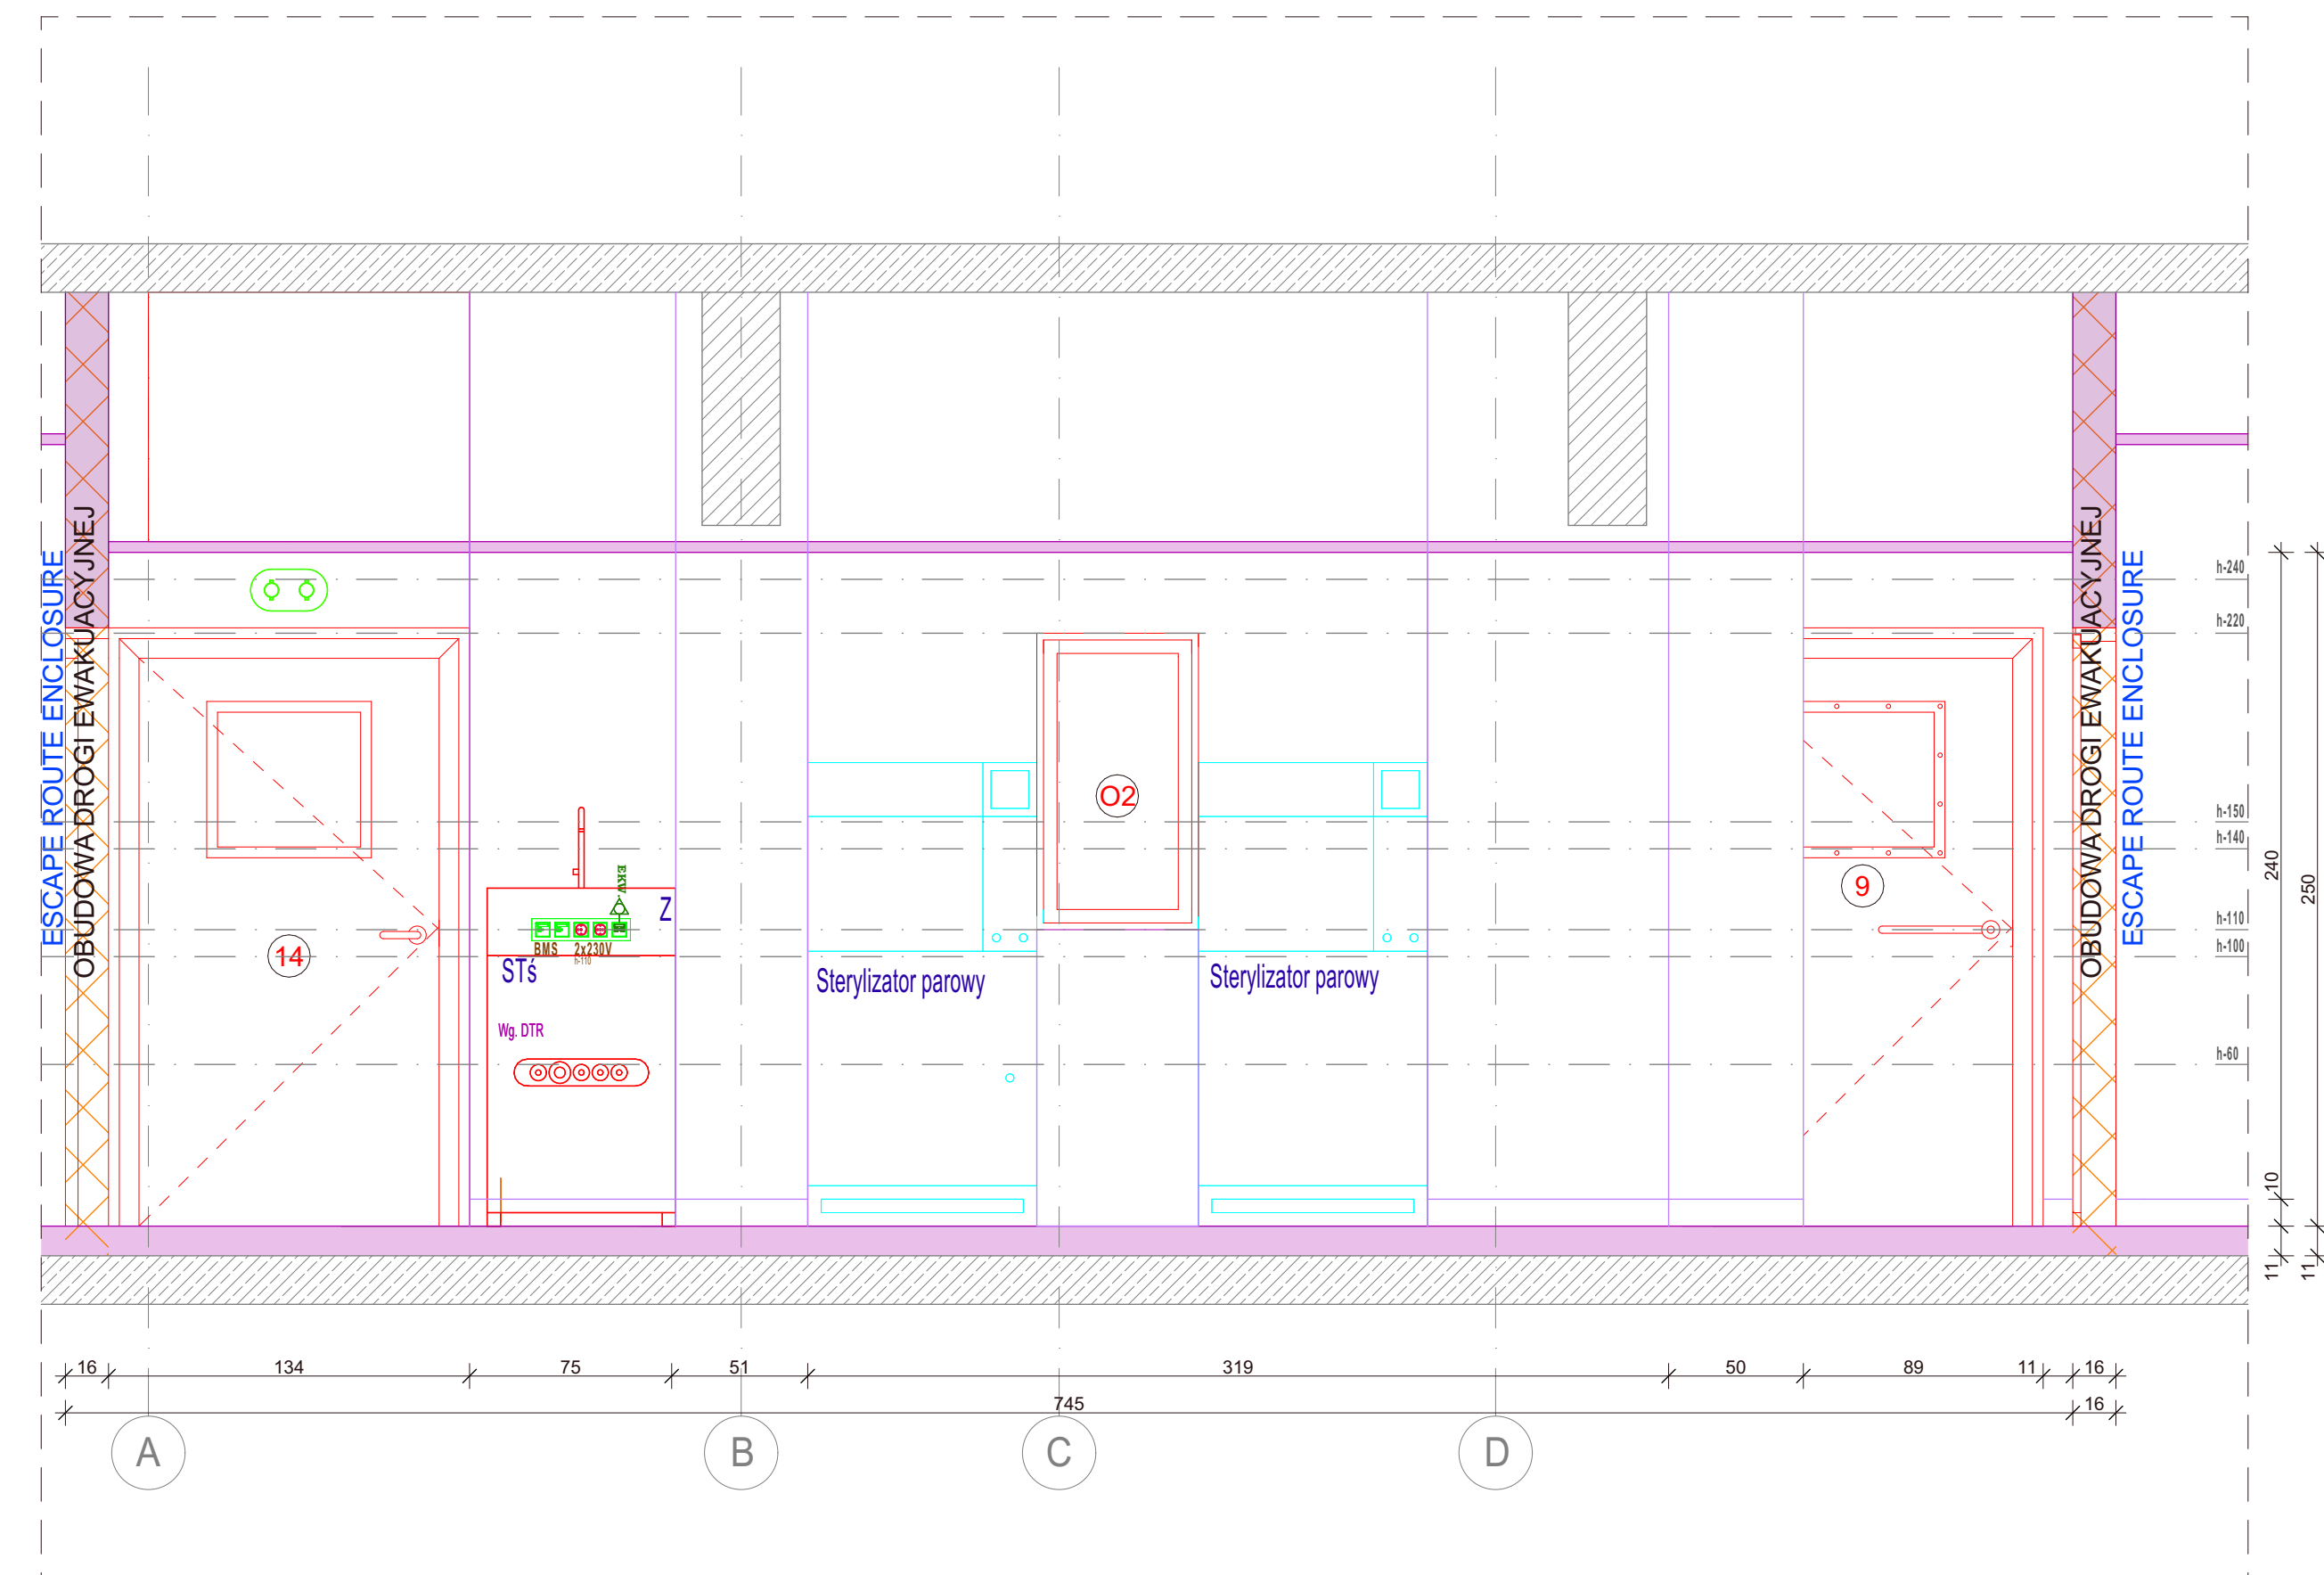 ESCAPE ROUTE ENCLOSURE
OBUDOWA DROGI EWAKUACYJNEJ
OBUDOWA DROGI EWAKUACYJNEJ
ESCAPE ROUTE ENCLOSURE
h-240
h-220
h-150
h-140
h-110
h-100
h-60
240
250
10
11
11
O2
9
14
EKW.
Z
BMS 2x230V
h-110
STś
Wg. DTR
Sterylizator parowy
Sterylizator parowy
16 134 75 51 319 50 89 11 16
745 16
A B C D